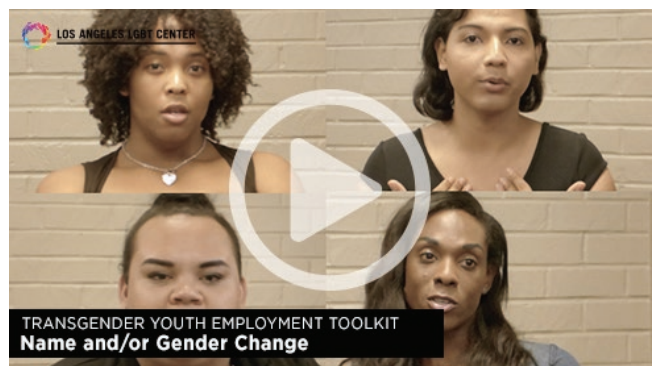 LOS ANGELES LGBT CENTER
TRANSGENDER YOUTH EMPLOYMENT TOOLKIT
Name and/or Gender Change